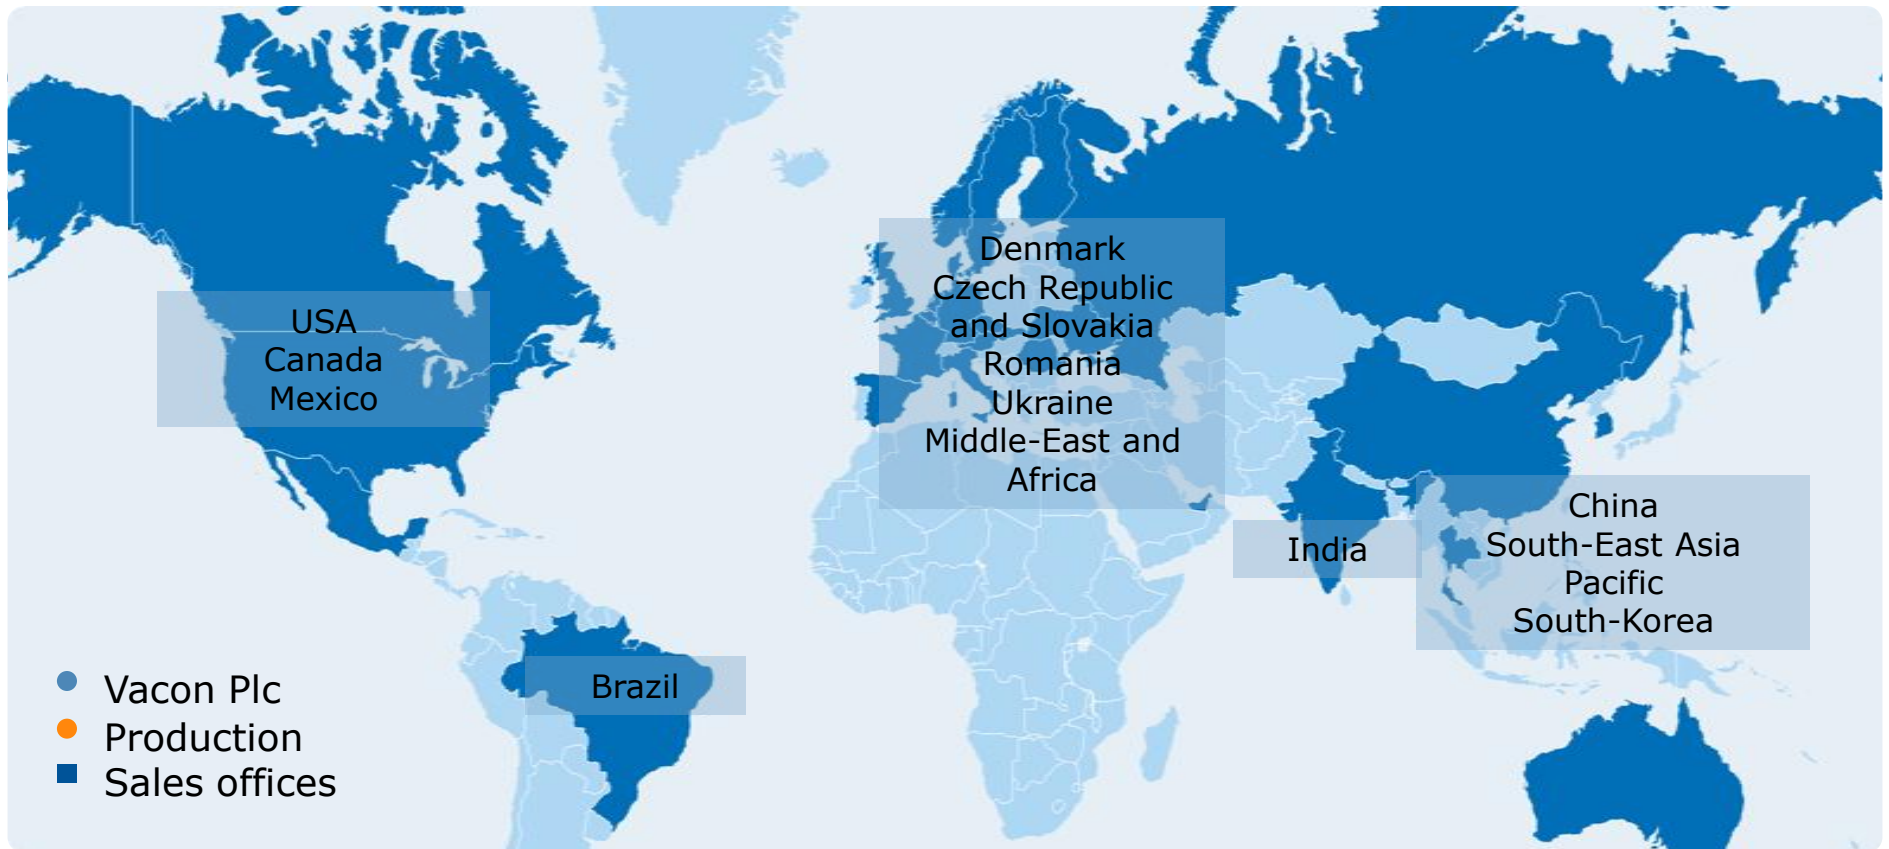 USA
Canada
Mexico
Denmark
Czech Republic
and Slovakia
Romania
Ukraine
Middle-East and
Africa
India
China
South-East Asia
Pacific
South-Korea
Brazil
Vacon Plc
Production
Sales offices